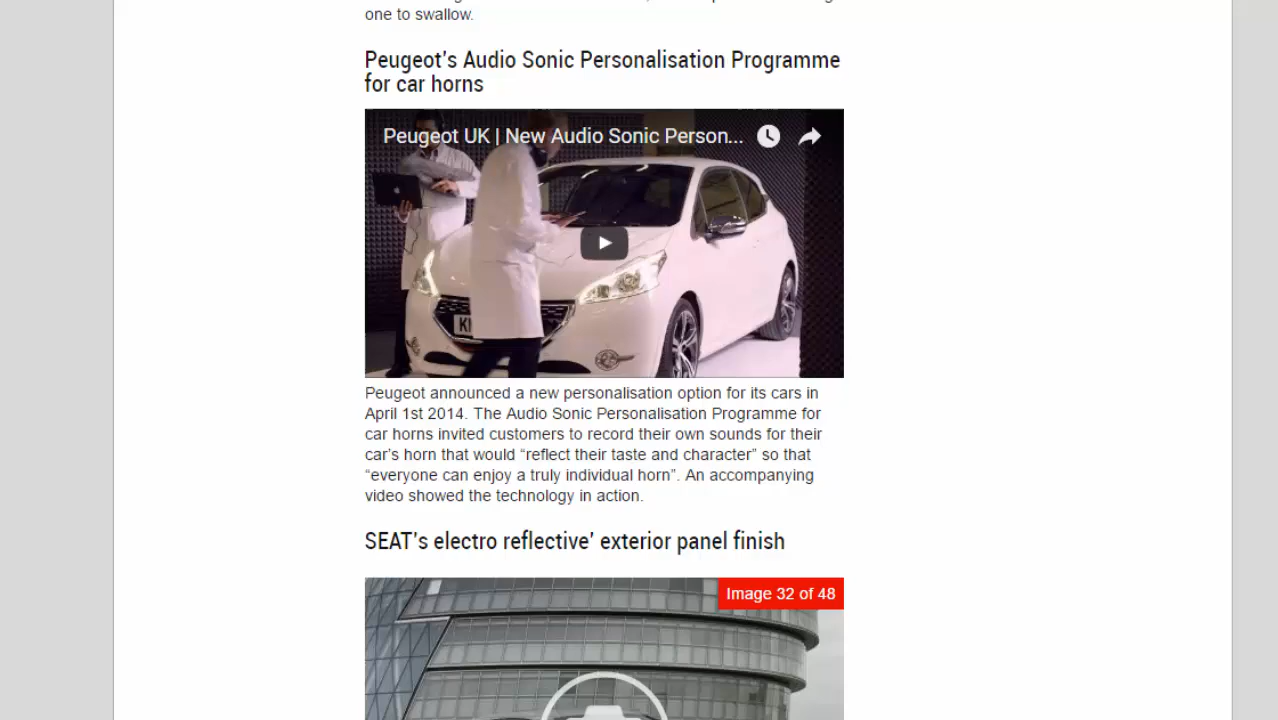 one to swallow.
Peugeot’s Audio Sonic Personalisation Programme
for car horns
Peugeot UK | New Audio Sonic Person...
Peugeot announced a new personalisation option for its cars in
April 1st 2014. The Audio Sonic Personalisation Programme for
car horns invited customers to record their own sounds for their
car’s horn that would “reflect their taste and character” so that
“everyone can enjoy a truly individual horn”. An accompanying
video showed the technology in action.
SEAT’s electro reflective’ exterior panel finish
Image 32 of 48